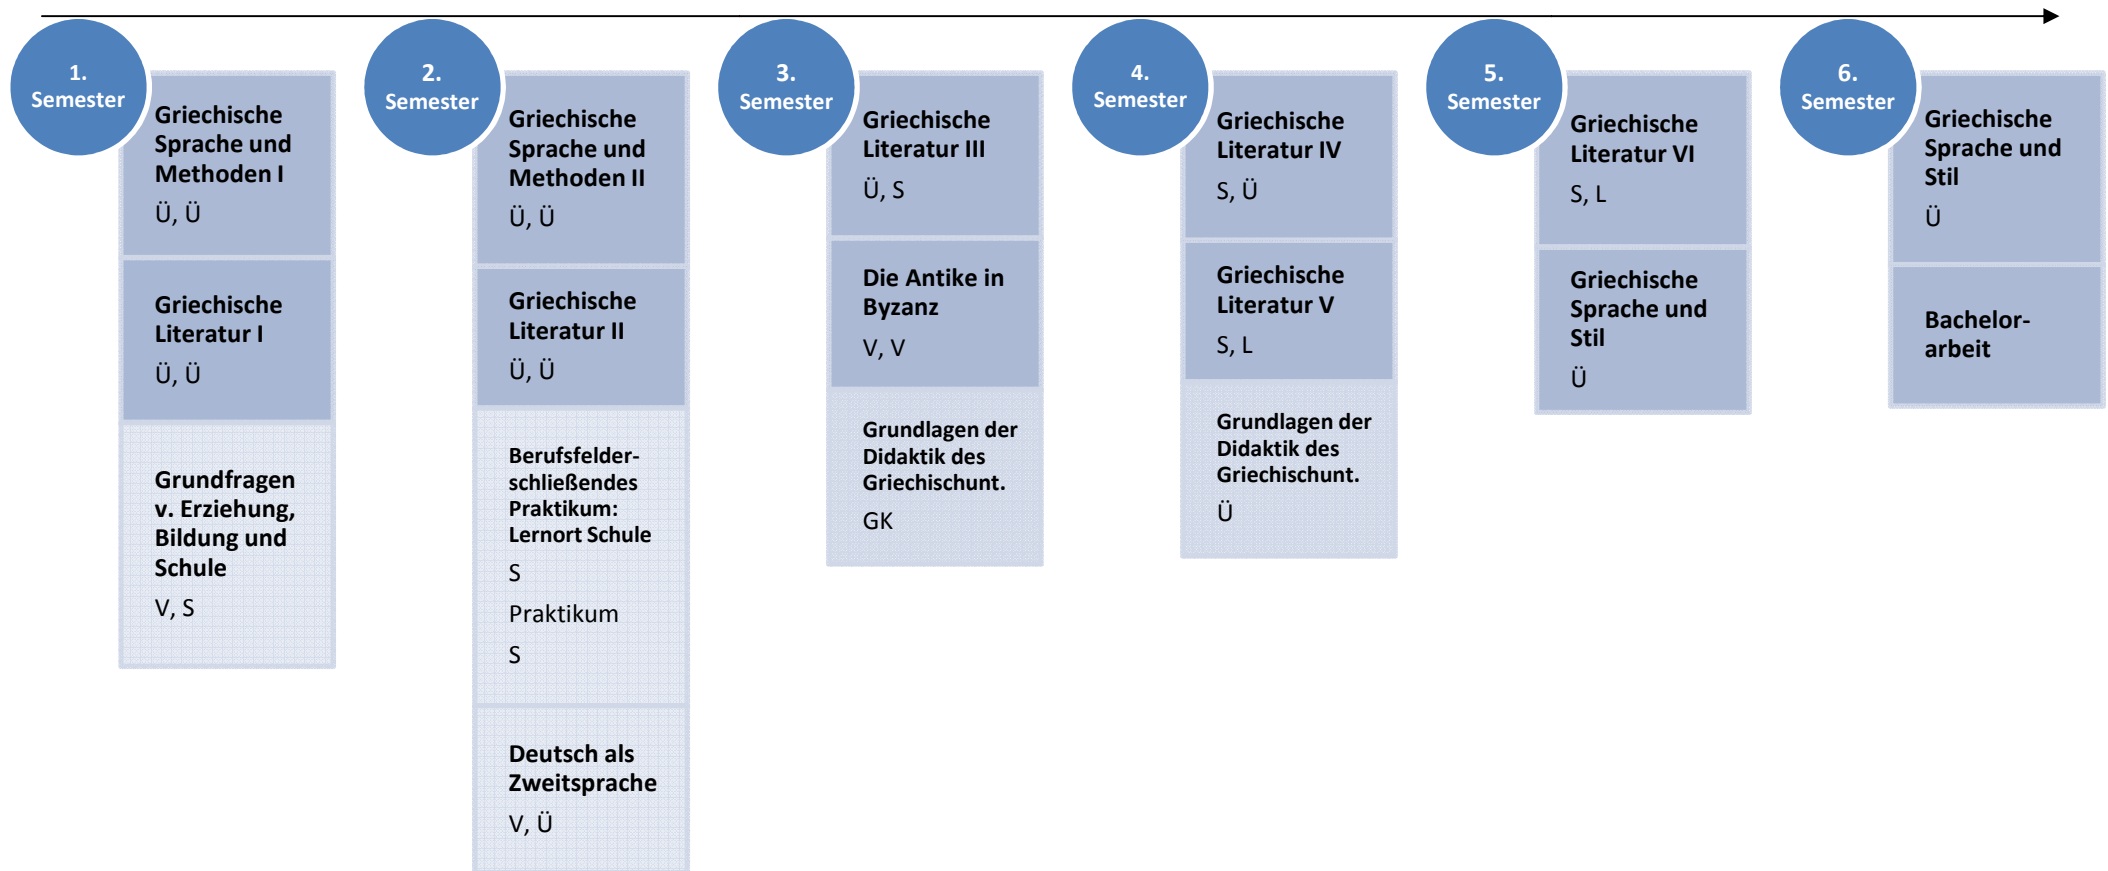 1.
Semester
Griechische
Sprache und
Methoden I
Ü, Ü
Griechische
Literatur I
Ü, Ü
Grundfragen
v. Erziehung,
Bildung und
Schule
V, S
2.
Semester
Griechische
Sprache und
Methoden II
Ü, Ü
Griechische
Literatur II
Ü, Ü
Berufsfelder-
schließendes
Praktikum:
Lernort Schule
S
Praktikum
S
Deutsch als
Zweitsprache
V, Ü
3.
Semester
Griechische
Literatur III
Ü, S
Die Antike in
Byzanz
V, V
Grundlagen der
Didaktik des
Griechischunt.
GK
4.
Semester
Griechische
Literatur IV
S, Ü
Griechische
Literatur V
S, L
Grundlagen der
Didaktik des
Griechischunt.
Ü
5.
Semester
Griechische
Literatur VI
S, L
Griechische
Sprache und
Stil
Ü
6.
Semester
Griechische
Sprache und
Stil
Ü
Bachelor-
arbeit